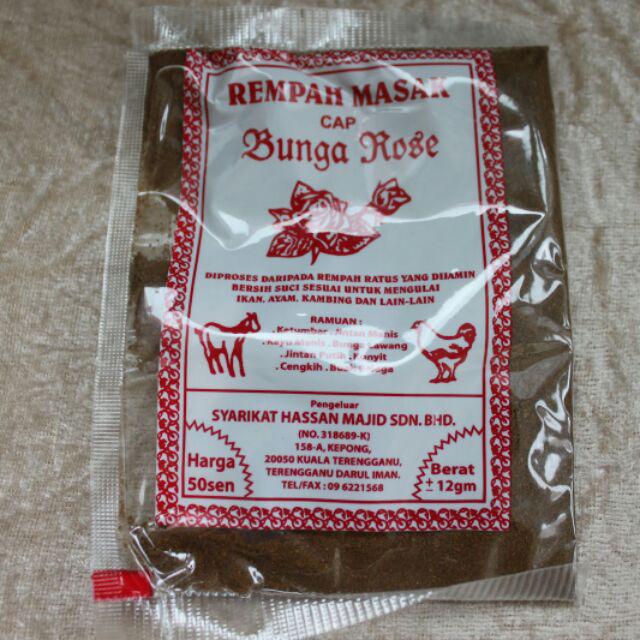 REMPAH MASAK
CAP
Bunga Rose
DIPROSES DARIPADA REMPAH RATUS YANG DIJAMIN
BERSIH SUCI SESUAI UNTUK MENGULAI
IKAN, AYAM, KAMBING DAN LAIN-LAIN
RAMUAN :
. Ketumbar . Jintan Manis
. Kayu Manis . Bunga Lawang
. Jintan Putih . Kunyit
. Cengkih . Buah
Pengeluar
SYARIKAT HASSAN MAJID SDN. BHD.
(NO. 318689-K)
158-A, KEPONG,
20050 KUALA TERENGGANU,
TERENGGANU DARUL IMAN.
TEL/FAX : 09 6221568
Harga
50sen
Berat
± 12gm